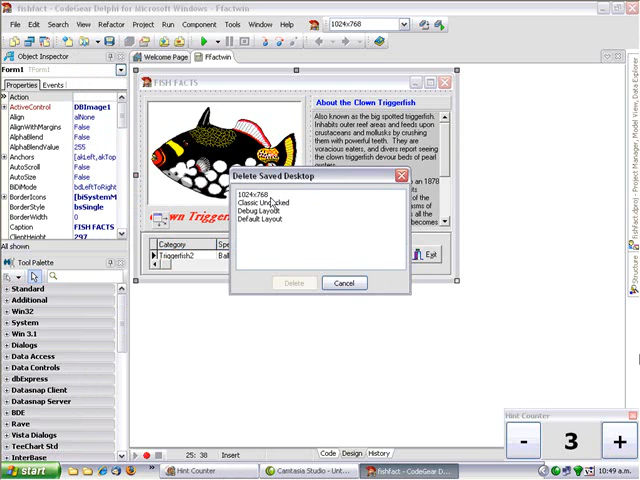 fishfact - CodeGear Delphi for Microsoft Windows - Ffactwin
File Edit Search View Refactor Project Run Component Tools Window Help 1024x768
Object Inspector
Welcome Page Ffactwin
Form1 TForm1
Properties Events
Action
ActiveControl DBImage1
Align alNone
AlignWithMargins False
AlphaBlend False
AlphaBlendValue 255
Anchors [akLeft,akTop
AutoScroll False
AutoSize False
BiDiMode bdLeftToRight
BorderIcons [biSystemM
BorderStyle bsSingle
BorderWidth 0
Caption FISH FACTS
ClientHeight 297
All shown
Tool Palette
Standard
Additional
Win32
System
Win 3.1
Dialogs
Data Access
Data Controls
dbExpress
Datasnap Client
Datasnap Server
BDE
Rave
Vista Dialogs
TeeChart Std
InterBase
FISH FACTS
About the Clown Triggerfish
Also known as the big spotted triggerfish.
Inhabits outer reef areas and feeds upon
crustaceans and mollusks by crushing
them with powerful teeth. They are
voracious eaters, and divers report seeing
the clown triggerfish devour beds of pearl
Category
Triggerfish2
Exit
Delete Saved Desktop
1024x768
Classic Undocked
Debug Layout
Default Layout
Delete Cancel
fishfact.dproj - Project Manager, Model View, Data Explorer
Structure
25: 38 Insert
Code Design History
Hint Counter
- 3 +
start
Hint Counter
Camtasia Studio - Unt...
fishfact - CodeGear D...
10:49 a.m.